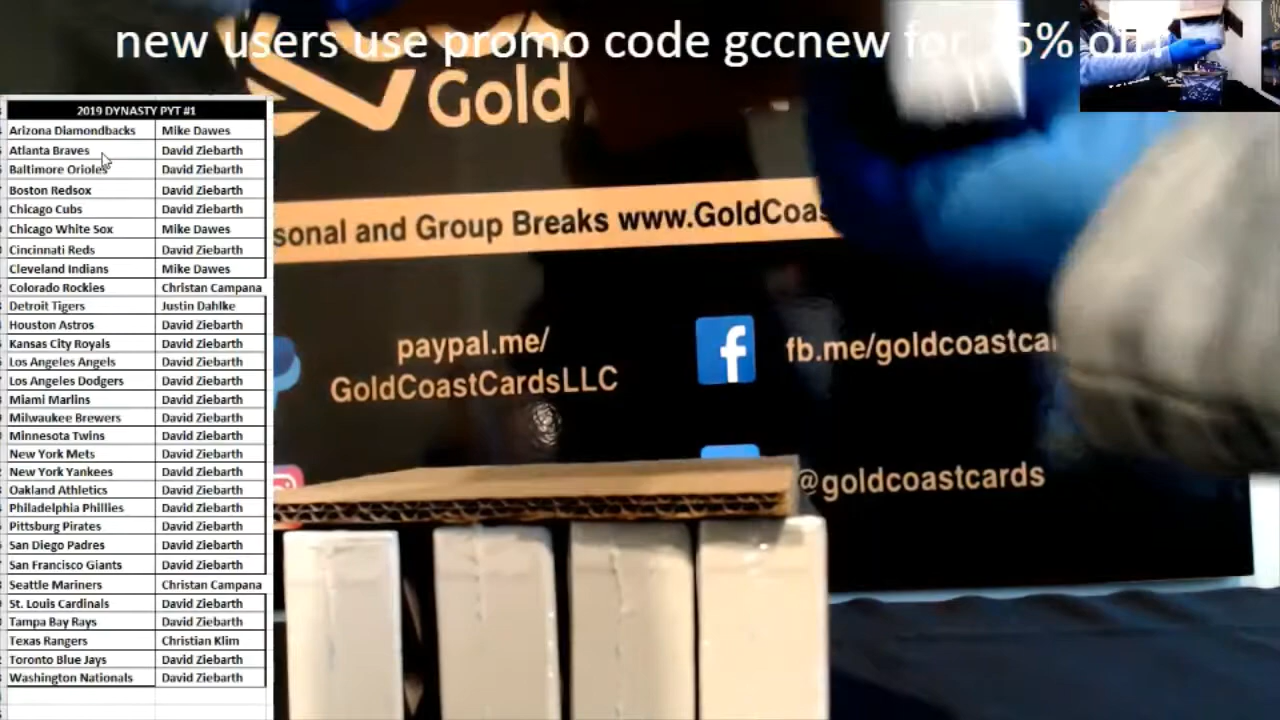 new users use promo code gccnew for 5% off!
Gold
sonal and Group Breaks www.GoldCoas
paypal.me/
GoldCoastCardsLLC
fb.me/goldcoastcar
@goldcoastcards
2019 DYNASTY PYT #1
Arizona Diamondbacks Mike Dawes
Atlanta Braves David Ziebarth
Baltimore Orioles David Ziebarth
Boston Redsox David Ziebarth
Chicago Cubs David Ziebarth
Chicago White Sox Mike Dawes
Cincinnati Reds David Ziebarth
Cleveland Indians Mike Dawes
Colorado Rockies Christan Campana
Detroit Tigers Justin Dahlke
Houston Astros David Ziebarth
Kansas City Royals David Ziebarth
Los Angeles Angels David Ziebarth
Los Angeles Dodgers David Ziebarth
Miami Marlins David Ziebarth
Milwaukee Brewers David Ziebarth
Minnesota Twins David Ziebarth
New York Mets David Ziebarth
New York Yankees David Ziebarth
Oakland Athletics David Ziebarth
Philadelphia Phillies David Ziebarth
Pittsburg Pirates David Ziebarth
San Diego Padres David Ziebarth
San Francisco Giants David Ziebarth
Seattle Mariners Christan Campana
St. Louis Cardinals David Ziebarth
Tampa Bay Rays David Ziebarth
Texas Rangers Christian Klim
Toronto Blue Jays David Ziebarth
Washington Nationals David Ziebarth